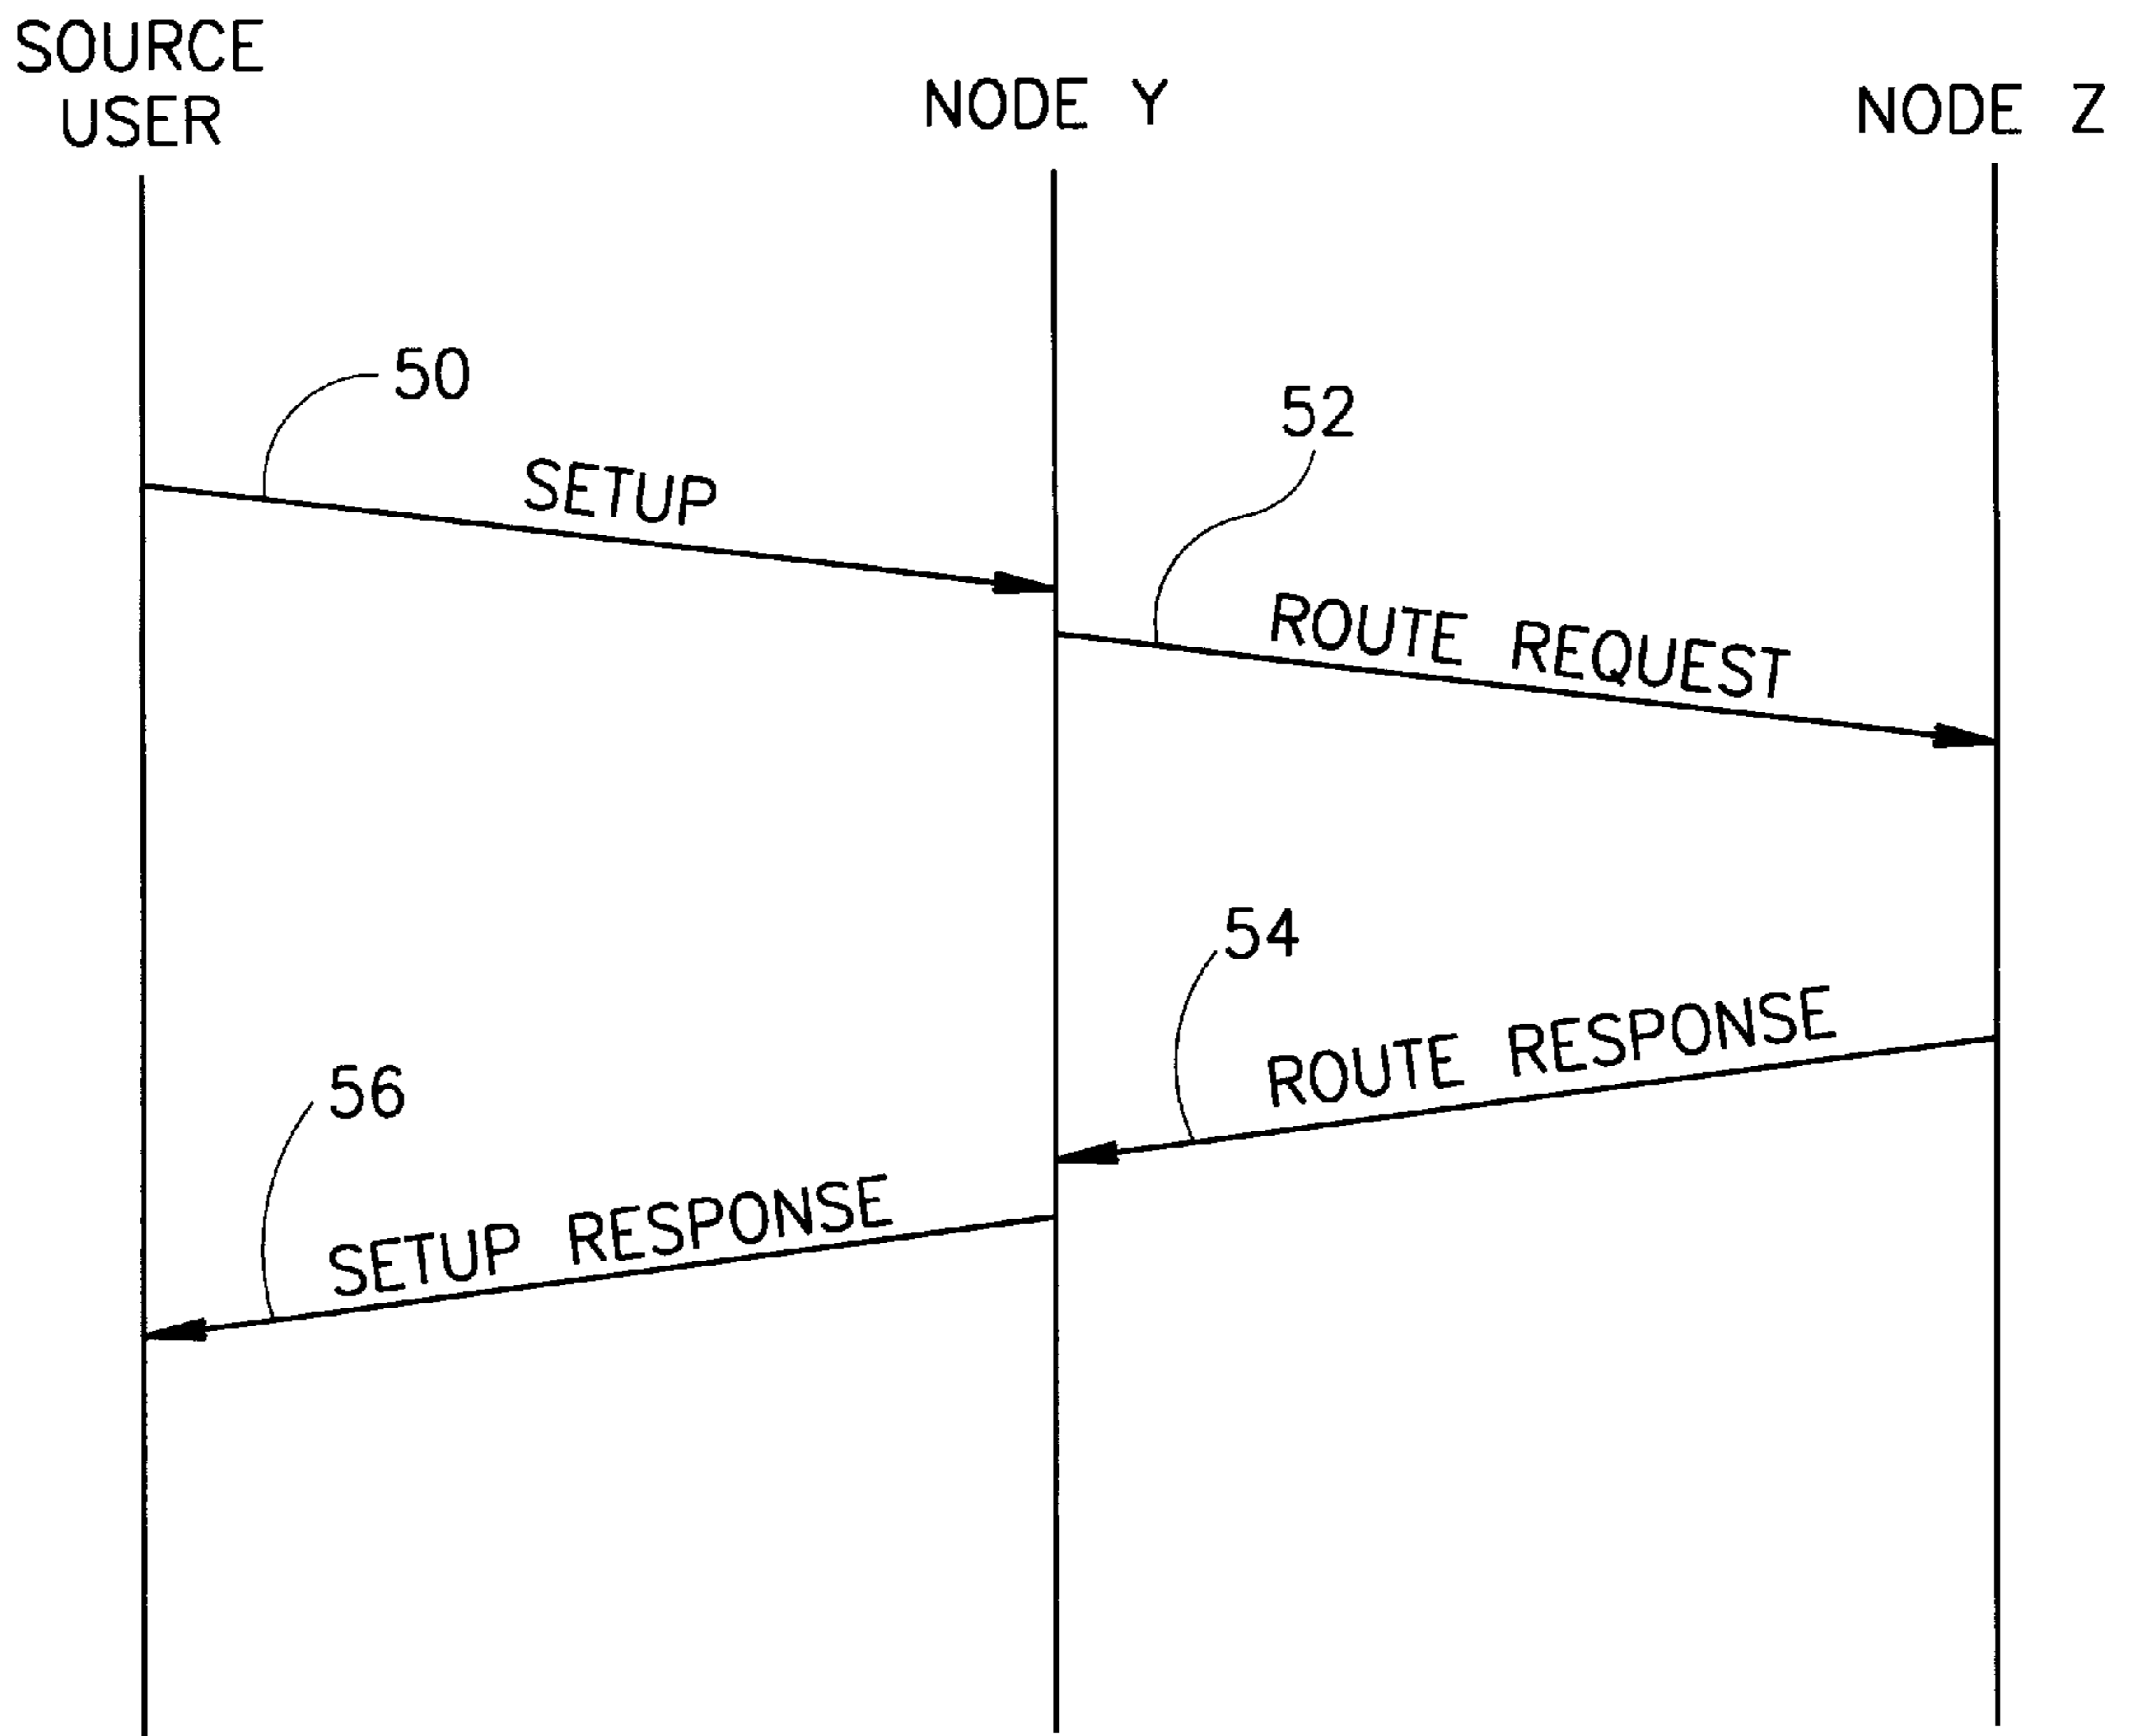 SOURCE
USER
NODE Y
NODE Z
50
SETUP
52
ROUTE REQUEST
54
ROUTE RESPONSE
56
SETUP RESPONSE